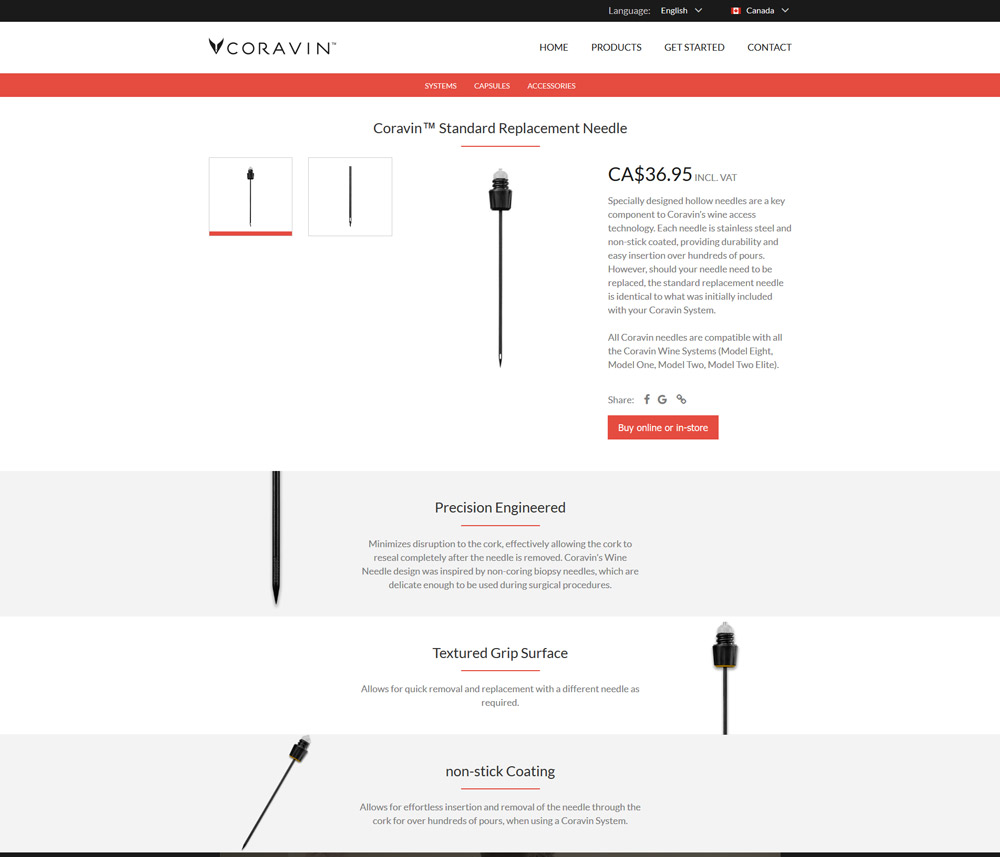 Language: English Canada
CORAVIN™
HOME PRODUCTS GET STARTED CONTACT
SYSTEMS CAPSULES ACCESSORIES
Coravin™ Standard Replacement Needle
CA$36.95 INCL. VAT
Specially designed hollow needles are a key
component to Coravin's wine access
technology. Each needle is stainless steel and
non-stick coated, providing durability and
easy insertion over hundreds of pours.
However, should your needle need to be
replaced, the standard replacement needle
is identical to what was initially included
with your Coravin System.
All Coravin needles are compatible with all
the Coravin Wine Systems (Model Eight,
Model One, Model Two, Model Two Elite).
Share:
Buy online or in-store
Precision Engineered
Minimizes disruption to the cork, effectively allowing the cork to
reseal completely after the needle is removed. Coravin's Wine
Needle design was inspired by non-coring biopsy needles, which are
delicate enough to be used during surgical procedures.
Textured Grip Surface
Allows for quick removal and replacement with a different needle as
required.
non-stick Coating
Allows for effortless insertion and removal of the needle through the
cork for over hundreds of pours, when using a Coravin System.